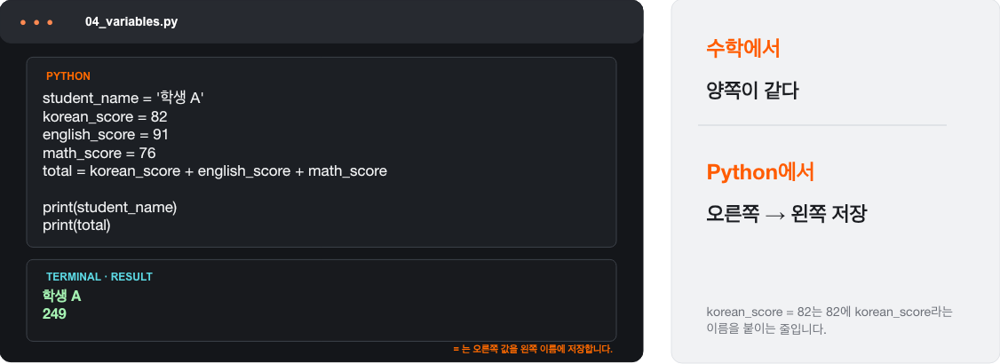 04_variables.py
PYTHON
student_name = '학생 A'
korean_score = 82
english_score = 91
math_score = 76
total = korean_score + english_score + math_score
print(student_name)
print(total)
TERMINAL · RESULT
학생 A
249
= 는 오른쪽 값을 왼쪽 이름에 저장합니다.
수학에서
양쪽이 같다
Python에서
오른쪽 → 왼쪽 저장
korean_score = 82는 82에 korean_score라는
이름을 붙이는 줄입니다.